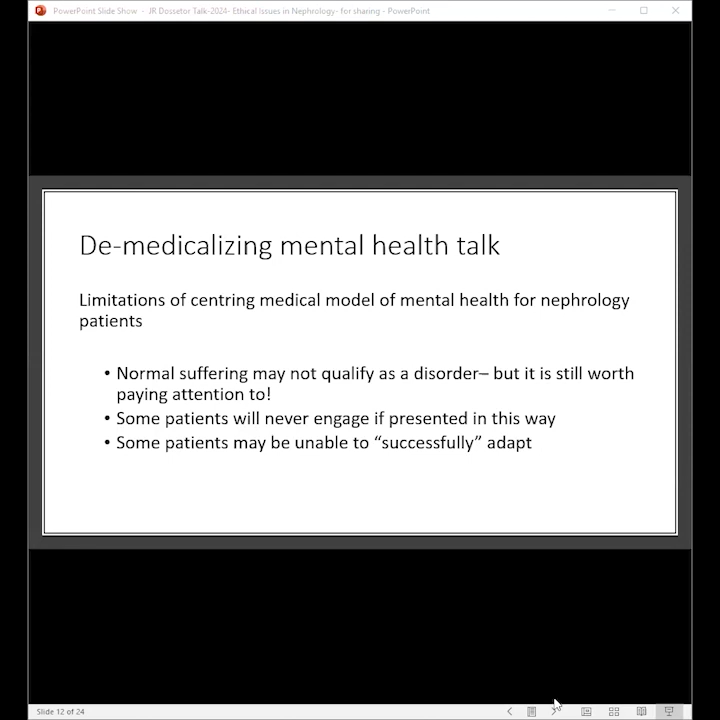 PowerPoint Slide Show - JR Dossetor Talk-2024- Ethical Issues in Nephrology- for sharing - PowerPoint
De-medicalizing mental health talk
Limitations of centring medical model of mental health for nephrology
patients
• Normal suffering may not qualify as a disorder– but it is still worth
paying attention to!
• Some patients will never engage if presented in this way
• Some patients may be unable to “successfully” adapt
Slide 12 of 24